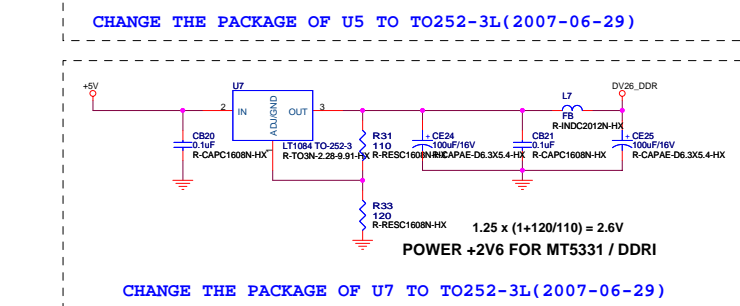 CHANGE THE PACKAGE OF U5 TO TO252-3L(2007-06-29)
+5V
U7
2
IN
ADJ/GND
OUT
3
1
LT1084 TO-252-3
R-TO3N-2.28-9.91-HX
CB20
0.1uF
R-CAPC1608N-HX
R31
110
R-RESC1608N-HX
R33
120
R-RESC1608N-HX
+ CE24
100uF/16V
R-CAPAE-D6.3X5.4-HX
CB21
0.1uF
R-CAPC1608N-HX
L7
FB
R-INDC2012N-HX
DV26_DDR
+ CE25
100uF/16V
R-CAPAE-D6.3X5.4-HX
1.25 x (1+120/110) = 2.6V
POWER +2V6 FOR MT5331 / DDRI
CHANGE THE PACKAGE OF U7 TO TO252-3L(2007-06-29)